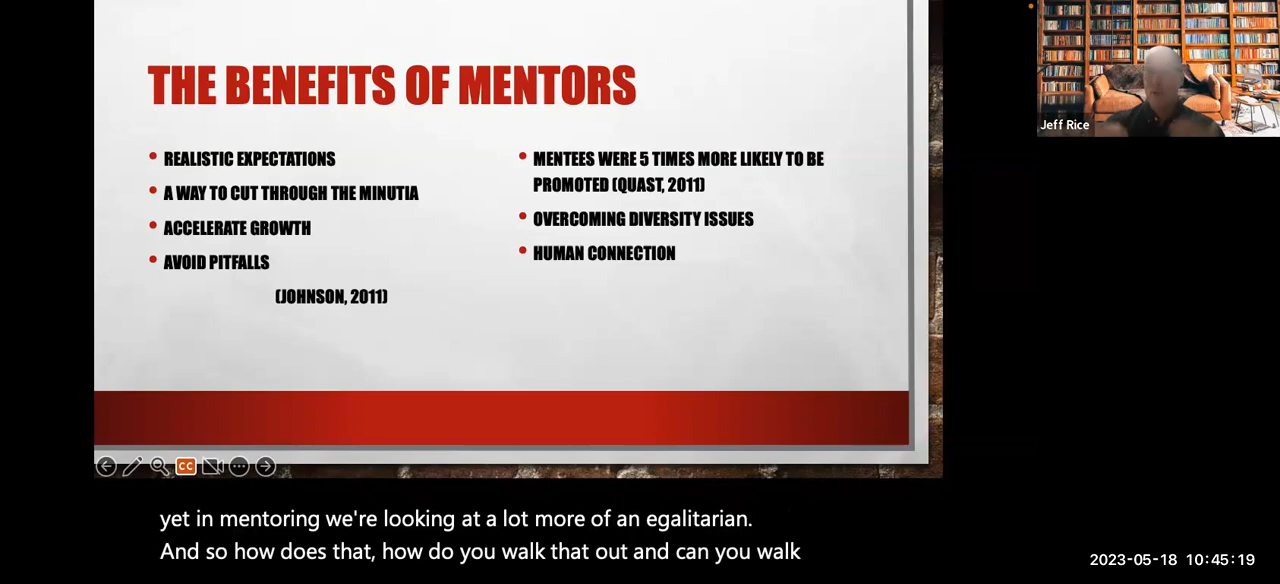 THE BENEFITS OF MENTORS
REALISTIC EXPECTATIONS
A WAY TO CUT THROUGH THE MINUTIA
ACCELERATE GROWTH
AVOID PITFALLS
(JOHNSON, 2011)
MENTEES WERE 5 TIMES MORE LIKELY TO BE
PROMOTED (QUAST, 2011)
OVERCOMING DIVERSITY ISSUES
HUMAN CONNECTION
Jeff Rice
CC
yet in mentoring we're looking at a lot more of an egalitarian.
And so how does that, how do you walk that out and can you walk
2023-05-18 10:45:19